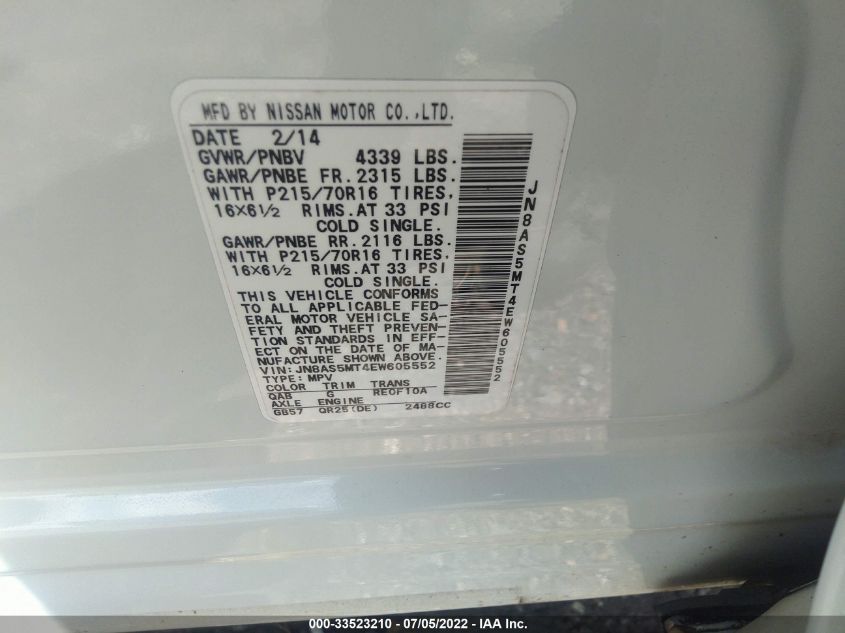 MFD BY NISSAN MOTOR CO.,LTD.
DATE 2/14
GVWR/PNBV 4339 LBS.
GAWR/PNBE FR. 2315 LBS.
WITH P215/70R16 TIRES,
16X6½ RIMS.AT 33 PSI
COLD SINGLE.
GAWR/PNBE RR. 2116 LBS.
WITH P215/70R16 TIRES,
16X6½ RIMS.AT 33 PSI
COLD SINGLE.
THIS VEHICLE CONFORMS
TO ALL APPLICABLE FED-
ERAL MOTOR VEHICLE SA-
FETY AND THEFT PREVEN-
TION STANDARDS IN EFF-
ECT ON THE DATE OF MA-
NUFACTURE SHOWN ABOVE.
VIN:JN8AS5MT4EW605552
TYPE: MPV
COLOR TRIM TRANS
QAB G RE0F10A
AXLE ENGINE
GB57 QR25(DE) 2488CC
JN8AS5MT4EW605552
000-33523210 - 07/05/2022 - IAA Inc.